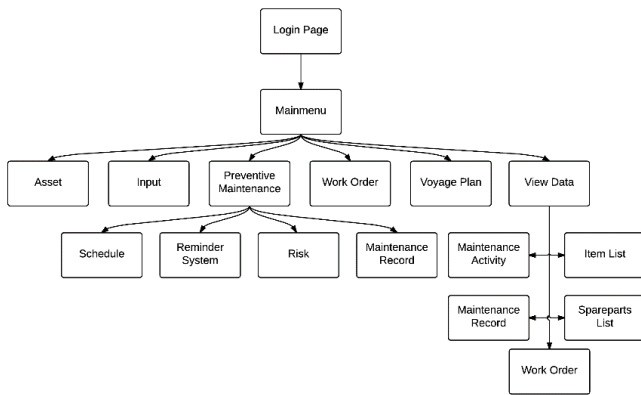 Login Page
Mainmenu
Asset
Input
Preventive
Maintenance
Work Order
Voyage Plan
View Data
Schedule
Reminder
System
Risk
Maintenance
Record
Maintenance
Activity
Item List
Maintenance
Record
Spareparts
List
Work Order